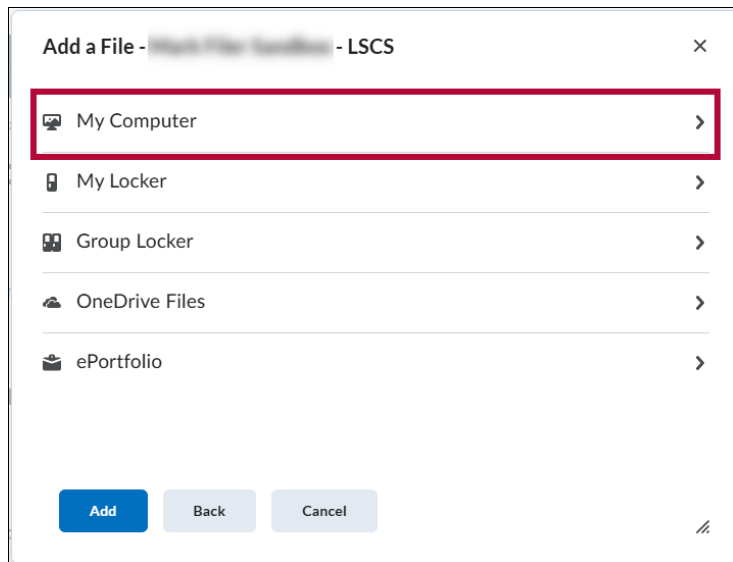 Add a File - - LSCS
My Computer
My Locker
Group Locker
OneDrive Files
ePortfolio
Add Back Cancel